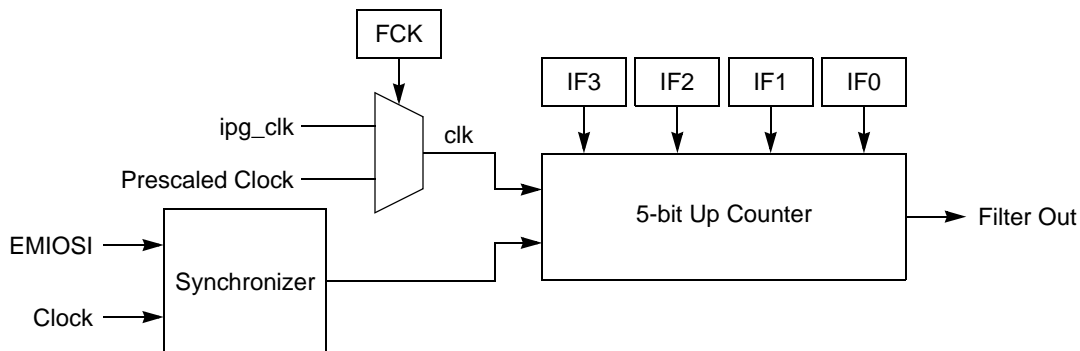 FCK
IF3 IF2 IF1 IF0
ipg_clk
clk
Prescaled Clock
5-bit Up Counter
Filter Out
EMIOSI
Synchronizer
Clock